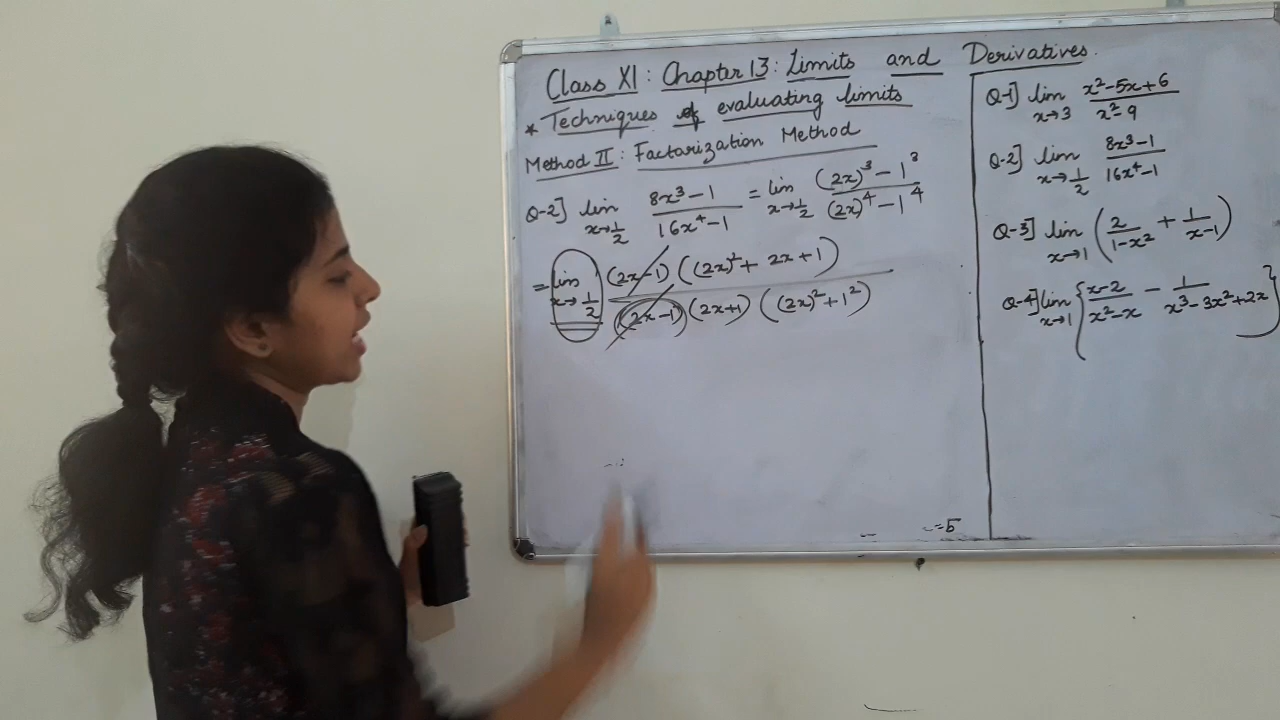 Class XI : Chapter 13 : Limits and Derivatives.
* Techniques of evaluating limits
Method II : Factarization Method
Q-2] lim x→1/2 (8x³-1)/(16x⁴-1) = lim x→1/2 ((2x)³-1³)/((2x)⁴-1⁴)
= lim x→1/2 ((2x-1)((2x)²+2x+1))/((2x-1)(2x+1)((2x)²+1²))
Q-1] lim x→3 (x²-5x+6)/(x²-9)
Q-2] lim x→1/2 (8x³-1)/(16x⁴-1)
Q-3] lim x→1 (2/(1-x²) + 1/(x-1))
Q-4] lim x→1 {(x-2)/(x²-x) - 1/(x³-3x²+2x)}